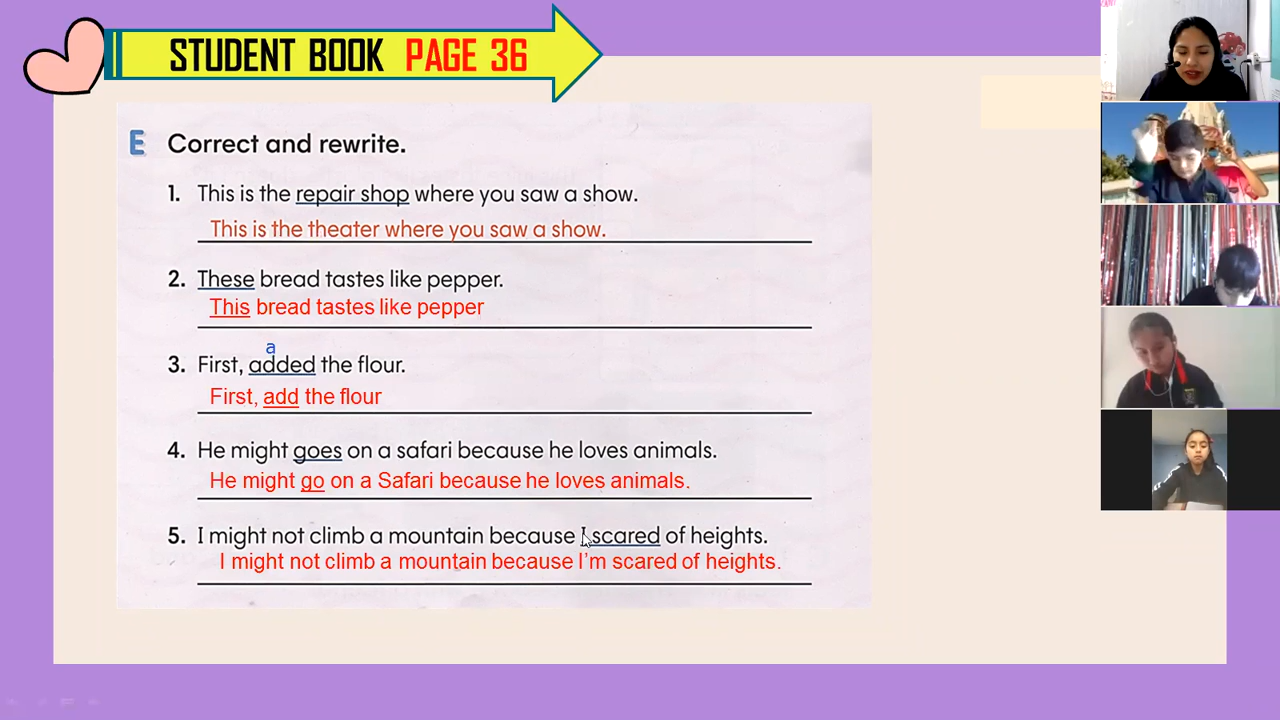 STUDENT BOOK PAGE 36
E Correct and rewrite.
1. This is the repair shop where you saw a show.
This is the theater where you saw a show.
2. These bread tastes like pepper.
This bread tastes like pepper
a
3. First, added the flour.
First, add the flour
4. He might goes on a safari because he loves animals.
He might go on a Safari because he loves animals.
5. I might not climb a mountain because I scared of heights.
I might not climb a mountain because I'm scared of heights.